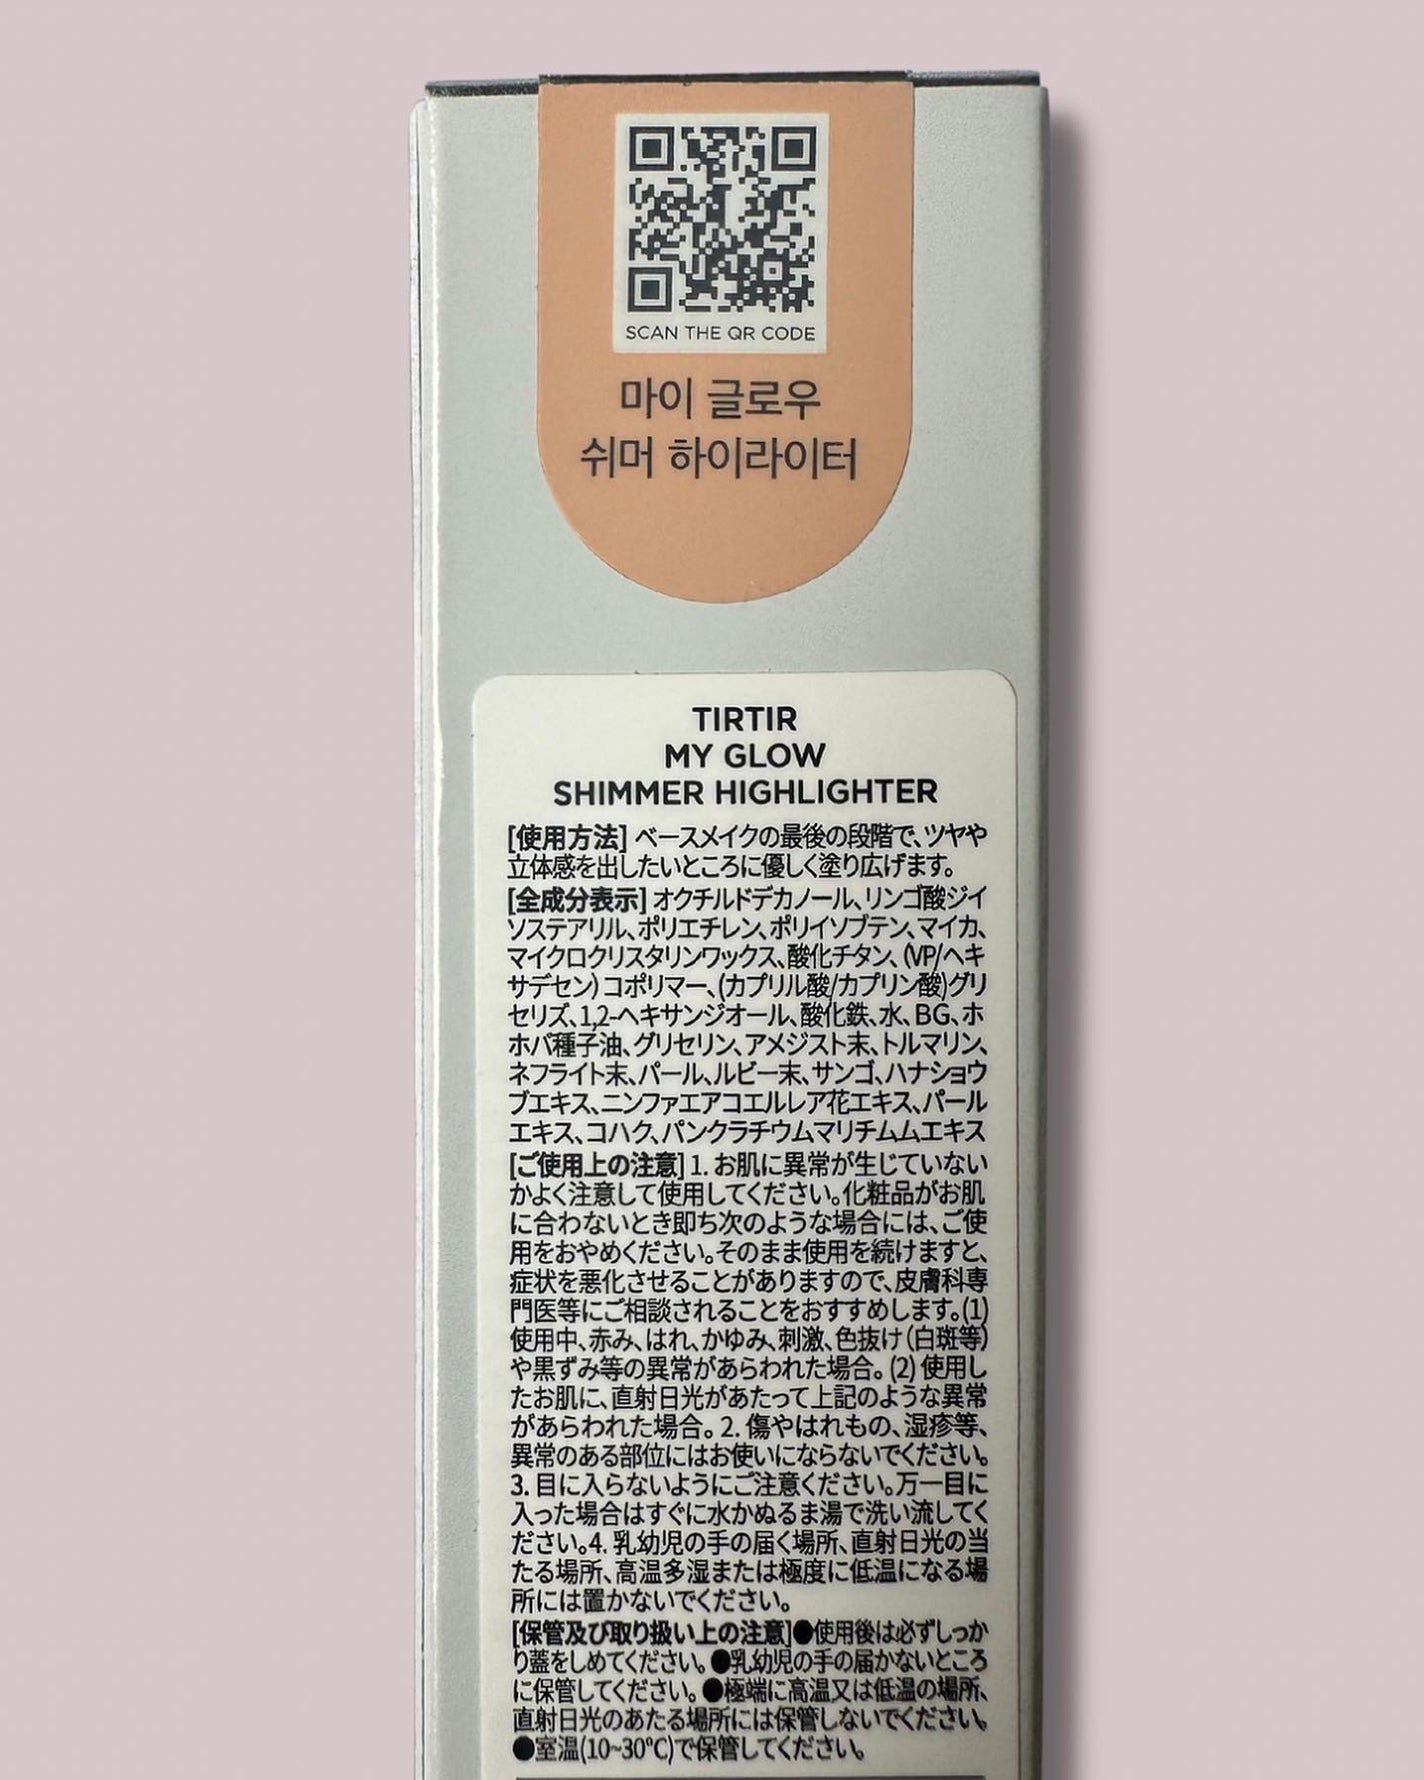 SCAN THE QR CODE
마이 글로우
쉬머 하이라이터
TIRTIR
MY GLOW
SHIMMER HIGHLIGHTER
[使用方法] ベースメイクの最後の段階で、ツヤや
立体感を出したいところに優しく塗り広げます。
[全成分表示] オクチルドデカノール、リンゴ酸ジイ
ソステアリル、ポリエチレン、ポリイソブテン、マイカ、
マイクロクリスタリンワックス、酸化チタン、(VP/ヘキ
サデセン)コポリマー、(カプリル酸/カプリン酸)グリ
セリズ、1,2-ヘキサンジオール、酸化鉄、水、BG、ホ
ホバ種子油、グリセリン、アメジスト末、トルマリン、
ネフライト末、パール、ルビー末、サンゴ、ハナショウ
ブエキス、ニンファエアコエルレア花エキス、パール
エキス、コハク、パンクラチウムマリチムムエキス
[ご使用上の注意] 1. お肌に異常が生じていない
かよく注意して使用してください。化粧品がお肌
に合わないとき即ち次のような場合には、ご使
用をおやめください。そのまま使用を続けますと、
症状を悪化させることがありますので、皮膚科専
門医等にご相談されることをおすすめします。(1)
使用中、赤み、はれ、かゆみ、刺激、色抜け(白斑等)
や黒ずみ等の異常があらわれた場合。(2) 使用し
たお肌に、直射日光があたって上記のような異常
があらわれた場合。2. 傷やはれもの、湿疹等、
異常のある部位にはお使いにならないでください。
3. 目に入らないようにご注意ください。万一目に
入った場合はすぐに水かぬるま湯で洗い流してく
ださい。4. 乳幼児の手の届く場所、直射日光の当
たる場所、高温多湿または極度に低温になる場
所には置かないでください。
[保管及び取り扱い上の注意]●使用後は必ずしっか
り蓋をしめてください。●乳幼児の手の届かないところ
に保管してください。●極端に高温又は低温の場所、
直射日光のあたる場所には保管しないでください。
●室温(10~30℃)で保管してください。